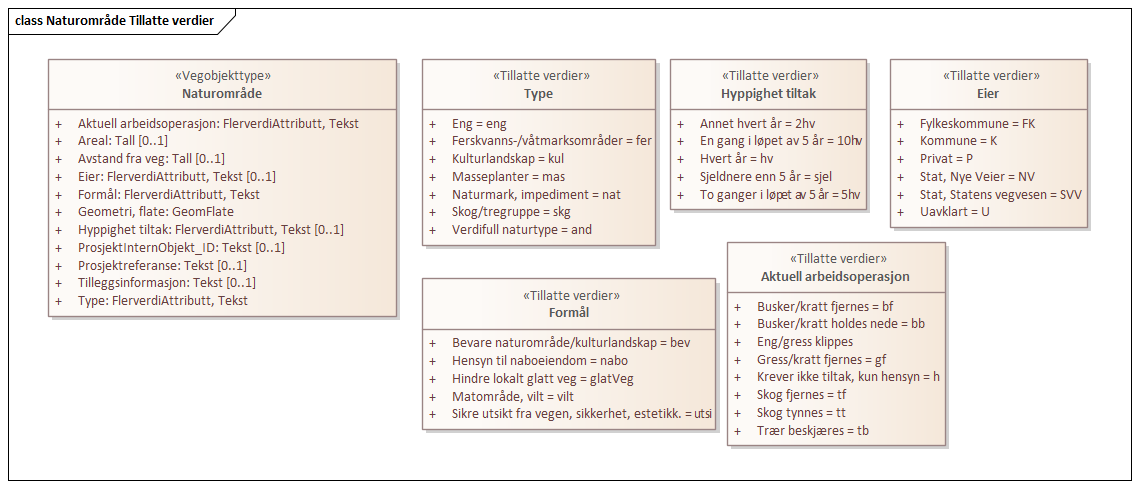 class Naturområde Tillatte verdier
«Vegobjekttype»
Naturområde
+ Aktuell arbeidsoperasjon: FlerverdiAttributt, Tekst
+ Areal: Tall [0..1]
+ Avstand fra veg: Tall [0..1]
+ Eier: FlerverdiAttributt, Tekst [0..1]
+ Formål: FlerverdiAttributt, Tekst
+ Geometri, flate: GeomFlate
+ Hyppighet tiltak: FlerverdiAttributt, Tekst [0..1]
+ ProsjektInternObjekt_ID: Tekst [0..1]
+ Prosjektreferanse: Tekst [0..1]
+ Tilleggsinformasjon: Tekst [0..1]
+ Type: FlerverdiAttributt, Tekst
«Tillatte verdier»
Type
+ Eng = eng
+ Ferskvanns-/våtmarksområder = fer
+ Kulturlandskap = kul
+ Masseplanter = mas
+ Naturmark, impediment = nat
+ Skog/tregruppe = skg
+ Verdifull naturtype = and
«Tillatte verdier»
Hyppighet tiltak
+ Annet hvert år = 2hv
+ En gang i løpet av 5 år = 10hv
+ Hvert år = hv
+ Sjeldnere enn 5 år = sjel
+ To ganger i løpet av 5 år = 5hv
«Tillatte verdier»
Eier
+ Fylkeskommune = FK
+ Kommune = K
+ Privat = P
+ Stat, Nye Veier = NV
+ Stat, Statens vegvesen = SVV
+ Uavklart = U
«Tillatte verdier»
Formål
+ Bevare naturområde/kulturlandskap = bev
+ Hensyn til naboeiendom = nabo
+ Hindre lokalt glatt veg = glatVeg
+ Matområde, vilt = vilt
+ Sikre utsikt fra vegen, sikkerhet, estetikk. = utsi
«Tillatte verdier»
Aktuell arbeidsoperasjon
+ Busker/kratt fjernes = bf
+ Busker/kratt holdes nede = bb
+ Eng/gress klippes
+ Gress/kratt fjernes = gf
+ Krever ikke tiltak, kun hensyn = h
+ Skog fjernes = tf
+ Skog tynnes = tt
+ Trær beskjæres = tb